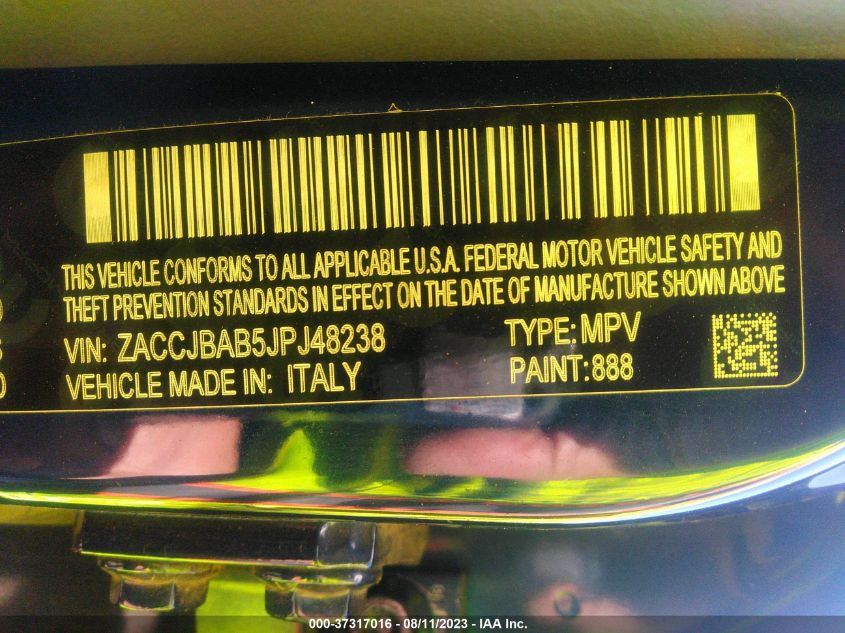 THIS VEHICLE CONFORMS TO ALL APPLICABLE U.S.A. FEDERAL MOTOR VEHICLE SAFETY AND
THEFT PREVENTION STANDARDS IN EFFECT ON THE DATE OF MANUFACTURE SHOWN ABOVE
VIN: ZACCJBAB5JPJ48238 TYPE: MPV
VEHICLE MADE IN: ITALY PAINT: 888
000-37317016 - 08/11/2023 - IAA Inc.